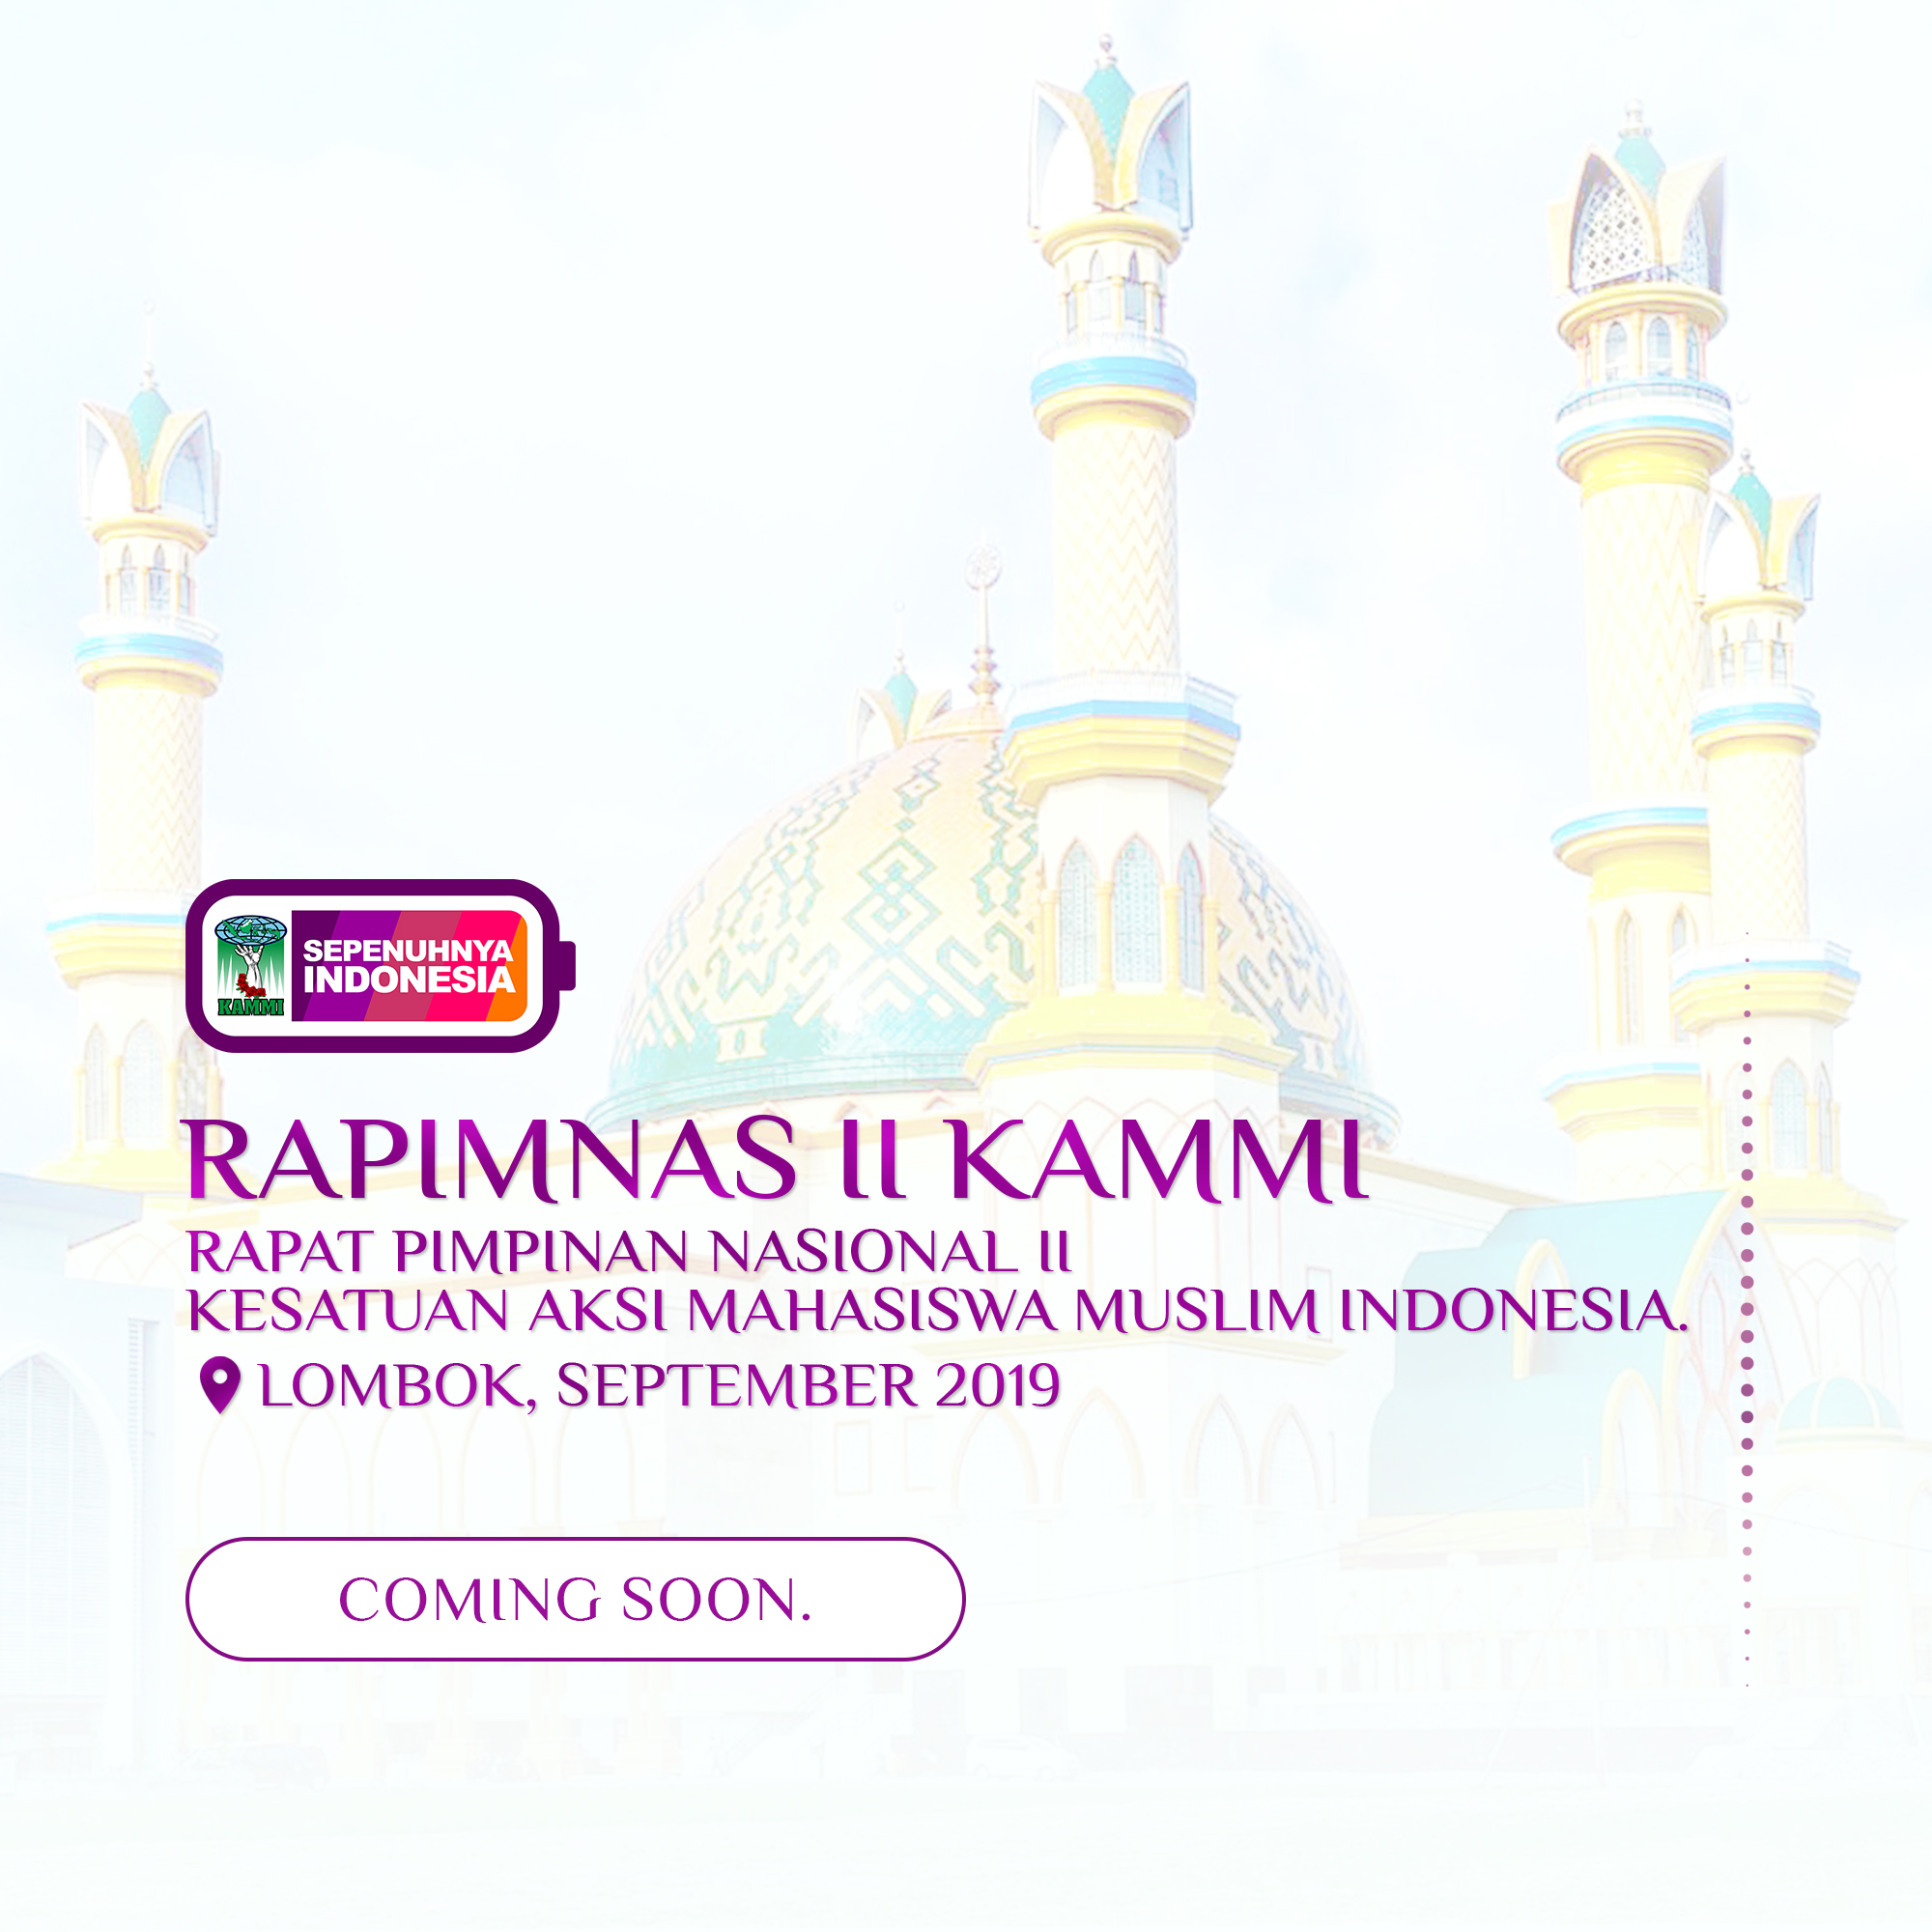 KAMMI
SEPENUHNYA
INDONESIA
RAPIMNAS II KAMMI
RAPAT PIMPINAN NASIONAL II
KESATUAN AKSI MAHASISWA MUSLIM INDONESIA.
LOMBOK, SEPTEMBER 2019
COMING SOON.